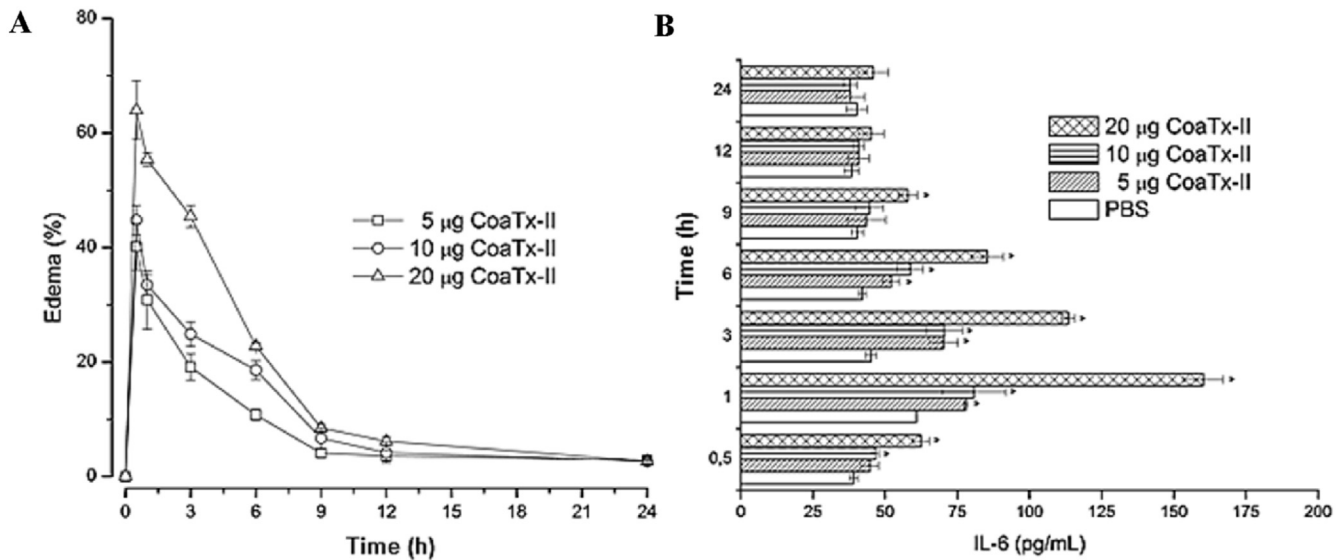 A
80
60
40
20
0
Edema (%)
5 μg CoaTx-II
10 μg CoaTx-II
20 μg CoaTx-II
0 3 6 9 12 15 18 21 24
Time (h)
B
24
12
9
6
3
1
0,5
Time (h)
20 μg CoaTx-II
10 μg CoaTx-II
5 μg CoaTx-II
PBS
0 25 50 75 100 125 150 175 200
IL-6 (pg/mL)